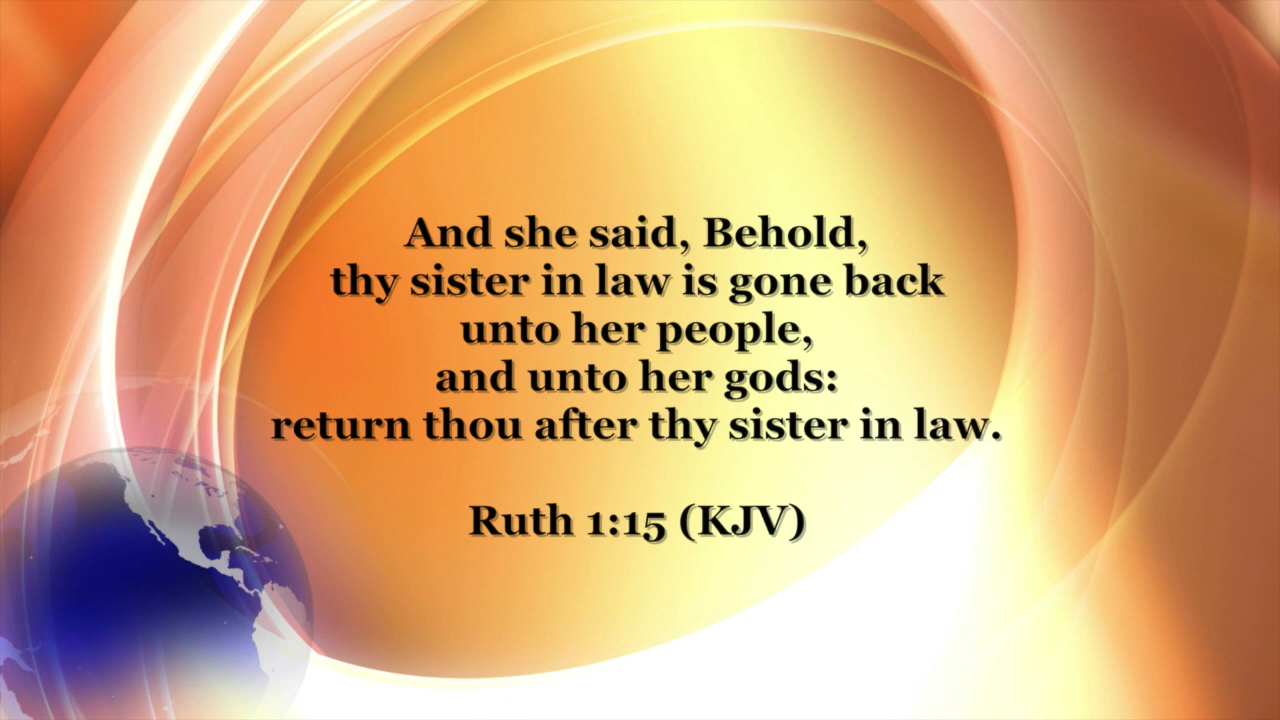 And she said, Behold,
thy sister in law is gone back
unto her people,
and unto her gods:
return thou after thy sister in law.
Ruth 1:15 (KJV)